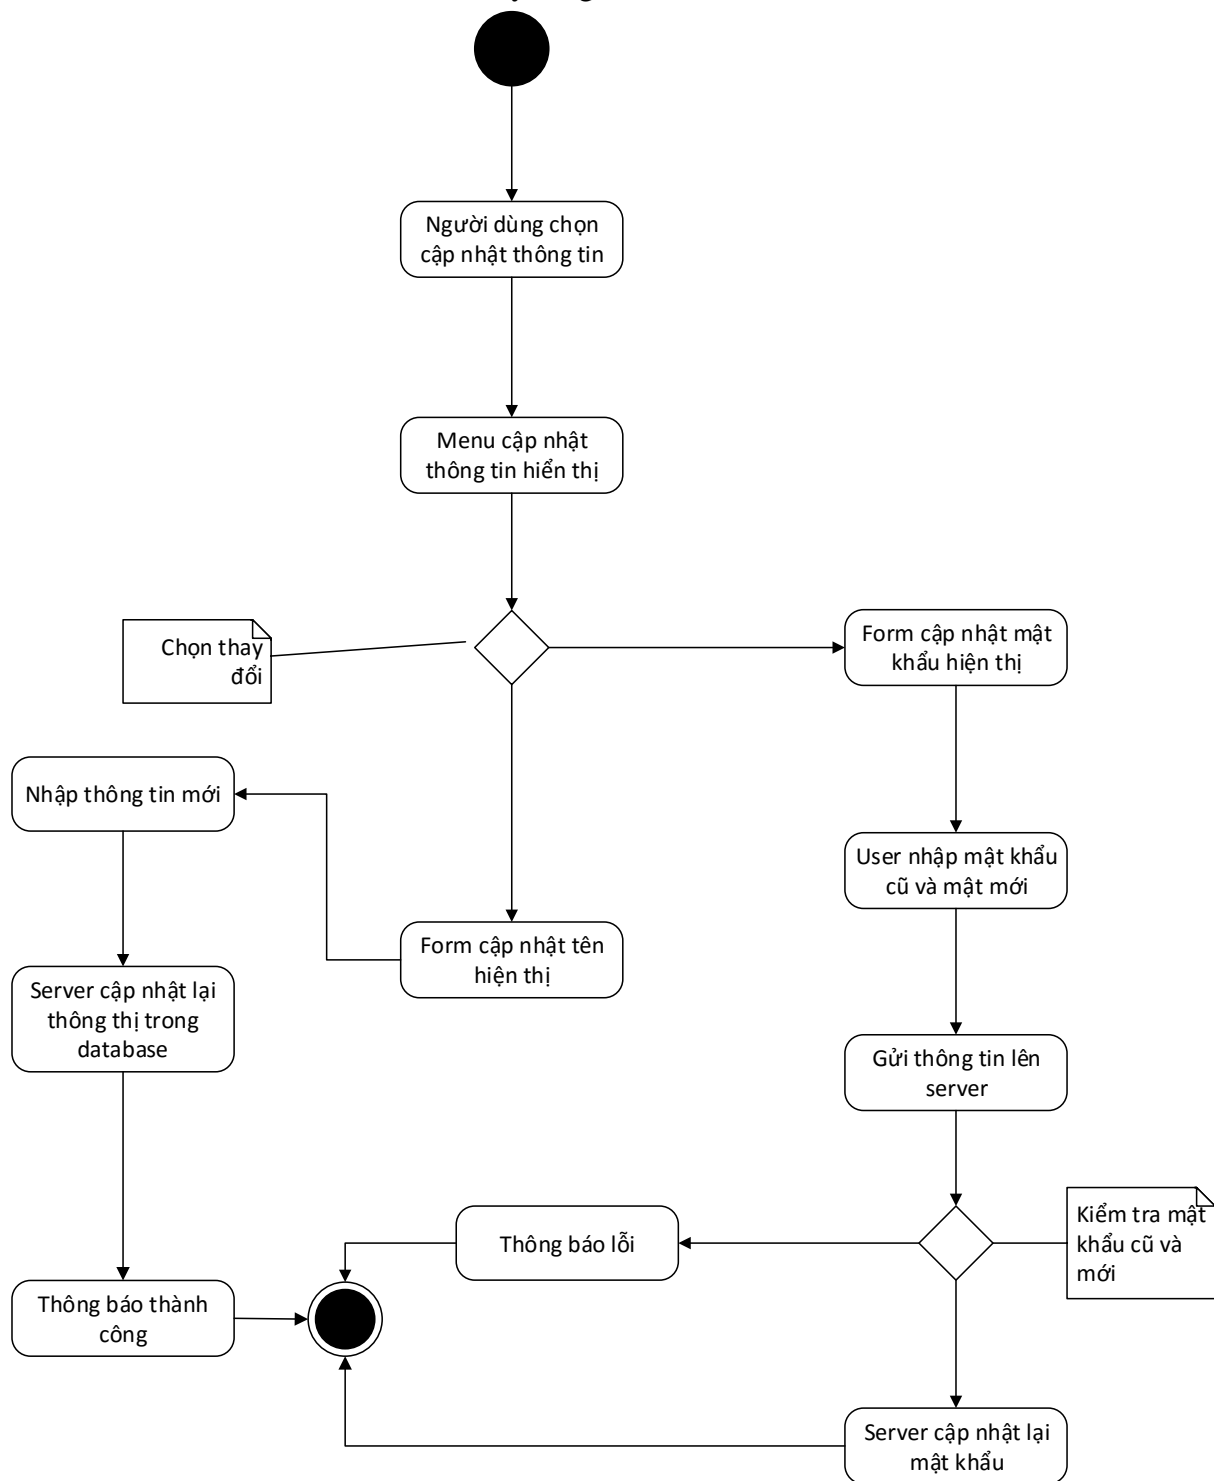 Người dùng chọn
cập nhật thông tin
Menu cập nhật
thông tin hiển thị
Chọn thay
đổi
Form cập nhật mật
khẩu hiện thị
Nhập thông tin mới
User nhập mật khẩu
cũ và mật mới
Form cập nhật tên
hiện thị
Server cập nhật lại
thông thị trong
database
Gửi thông tin lên
server
Kiểm tra mật
khẩu cũ và
mới
Thông báo lỗi
Thông báo thành
công
Server cập nhật lại
mật khẩu